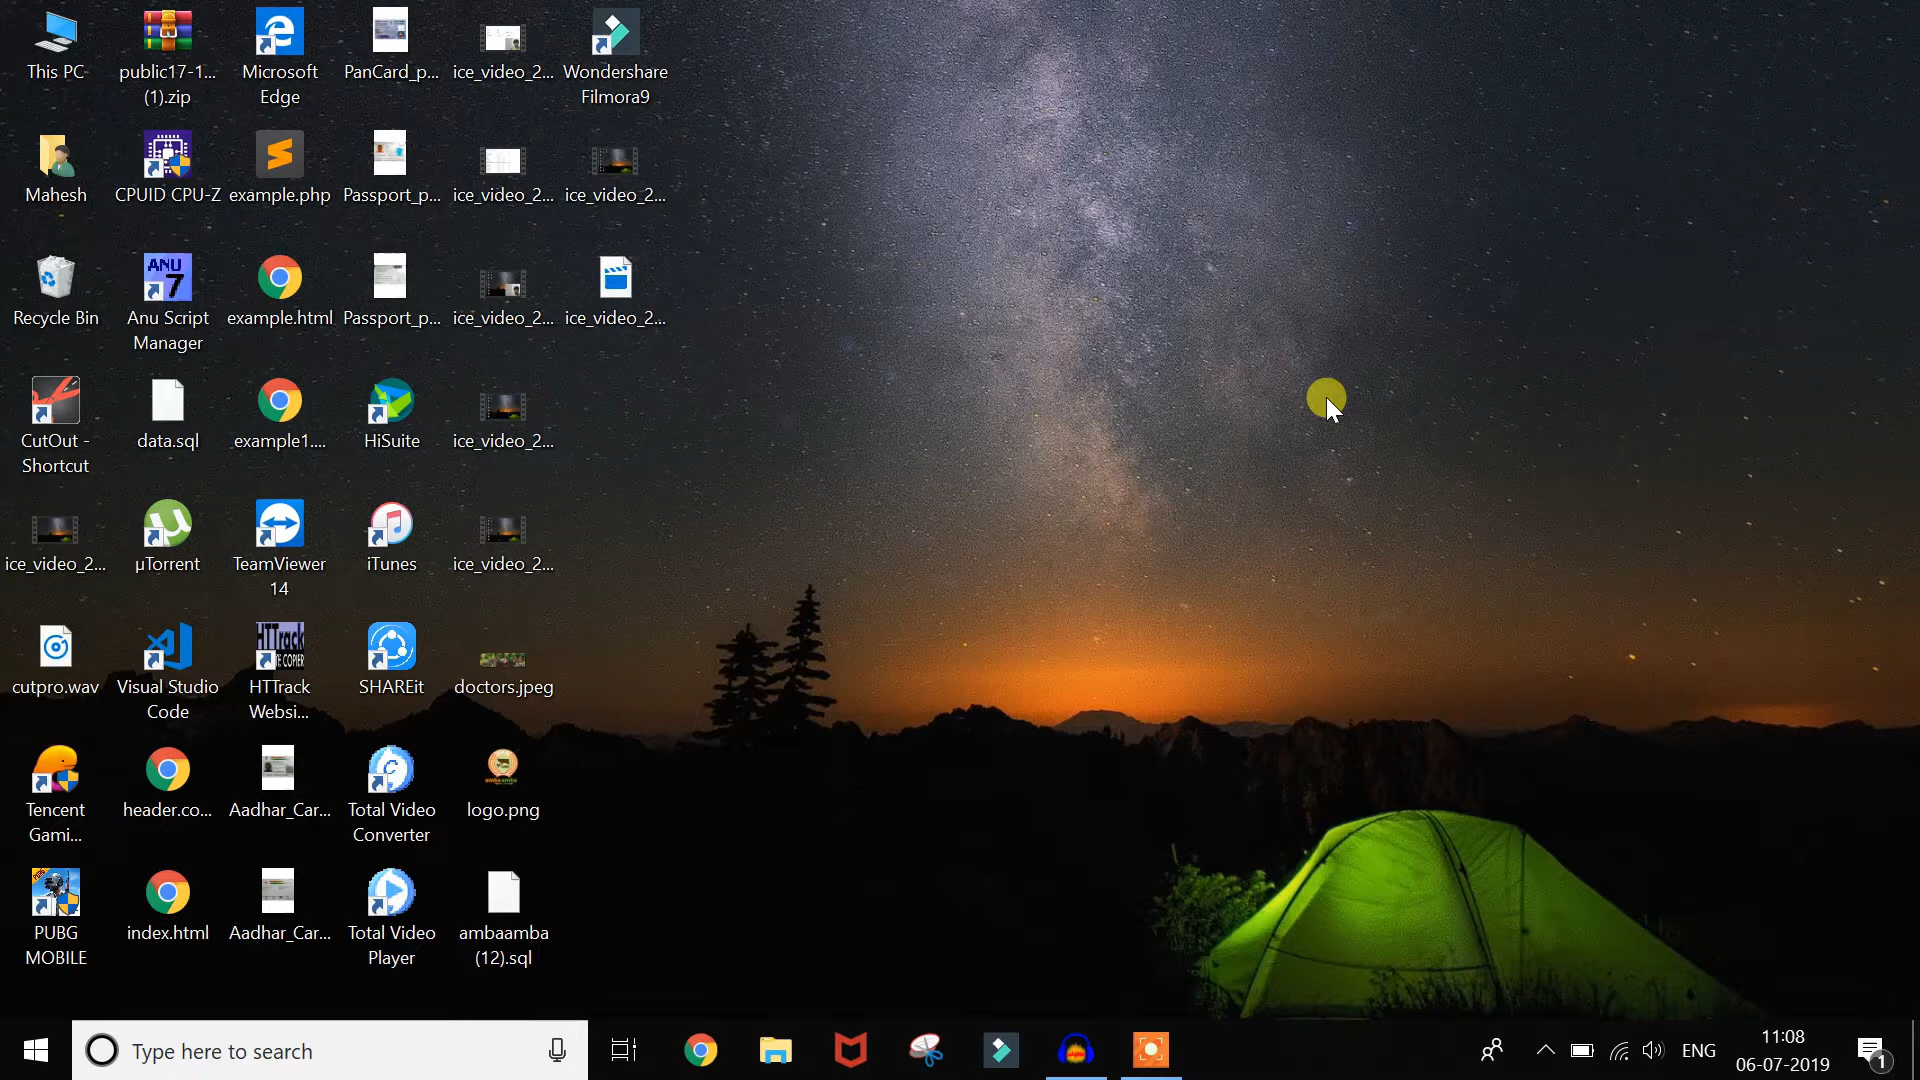 This PC
public17-1...
(1).zip
Microsoft
Edge
PanCard_p...
ice_video_2...
Wondershare
Filmora9
Mahesh
CPUID CPU-Z
example.php
Passport_p...
ice_video_2...
ice_video_2...
Recycle Bin
ANU
7
Anu Script
Manager
example.html
Passport_p...
ice_video_2...
ice_video_2...
CutOut -
Shortcut
data.sql
example1....
HiSuite
ice_video_2...
ice_video_2...
µTorrent
TeamViewer
14
iTunes
ice_video_2...
cutpro.wav
Visual Studio
Code
HTTrack
Websi...
SHAREit
doctors.jpeg
Tencent
Gami...
header.co...
Aadhar_Car...
Total Video
Converter
logo.png
PUBG
MOBILE
index.html
Aadhar_Car...
Total Video
Player
ambaamba
(12).sql
Type here to search
ENG
11:08
06-07-2019
1